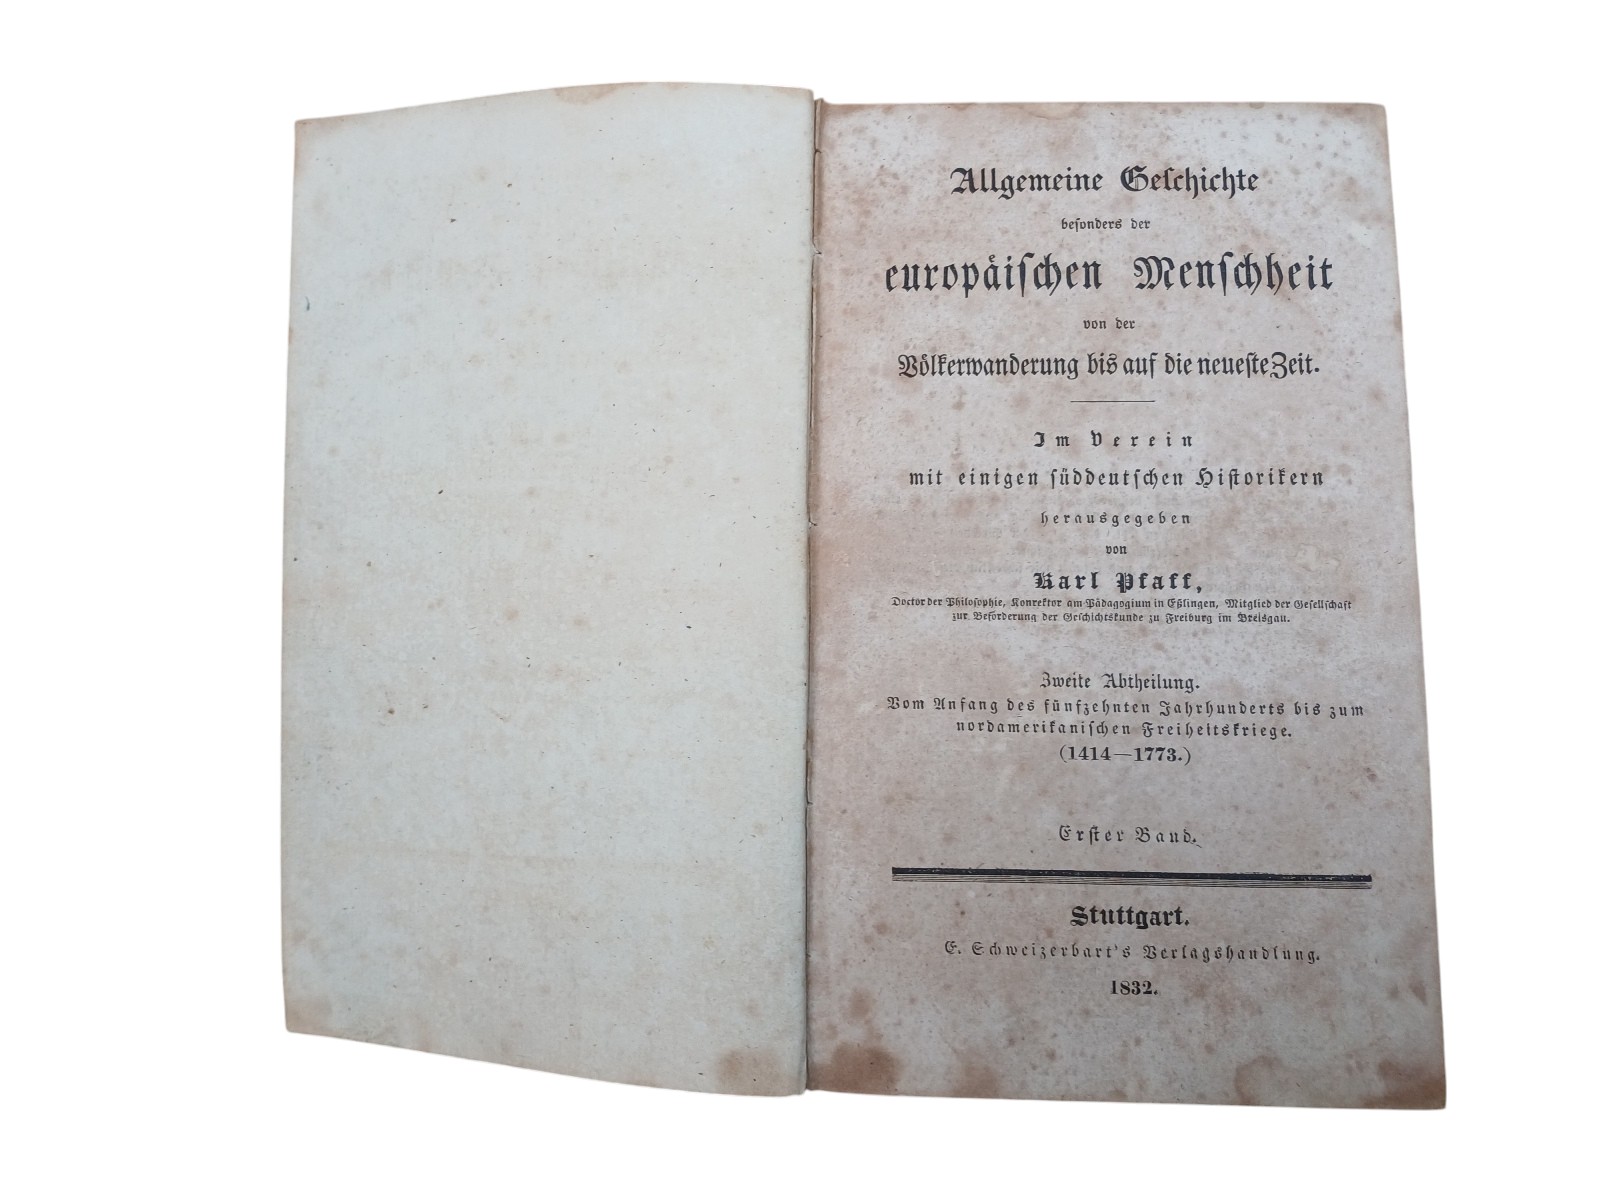 Allgemeine Geschichte
besonders der
europäischen Menschheit
von der
Völkerwanderung bis auf die neueste Zeit.
Im Verein
mit einigen süddeutschen Historikern
herausgegeben
von
Karl Pfaff,
Doctor der Philosophie, Konrektor am Pädagogium in Eßlingen, Mitglied der Gesellschaft
zur Beförderung der Geschichtskunde zu Freiburg im Breisgau.
Zweite Abtheilung.
Vom Anfang des fünfzehnten Jahrhunderts bis zum
nordamerikanischen Freiheitskriege.
(1414—1773.)
Erster Band.
Stuttgart.
E. Schweizerbart's Verlagshandlung.
1832.